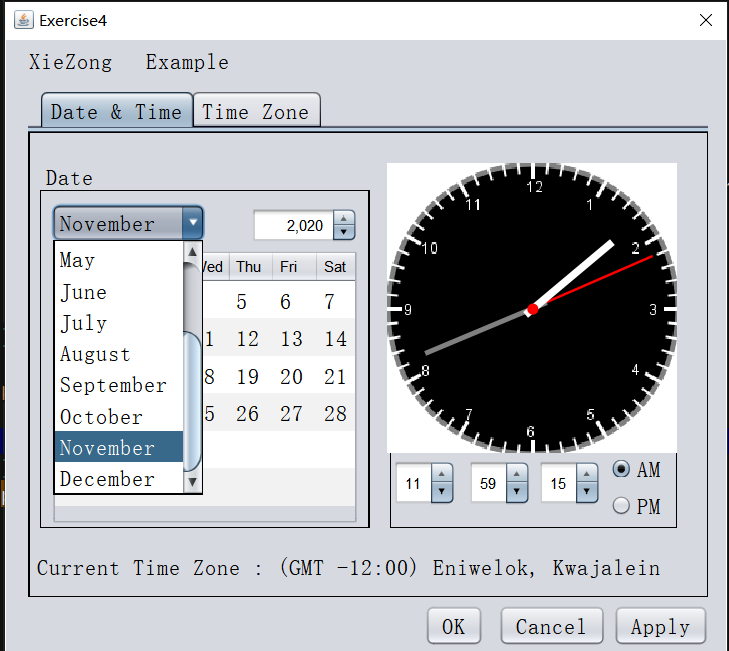 Exercise4
XieZong Example
Date & Time Time Zone
Date
November 2,020
May
June
July
August
September
October
November
December
Wed Thu Fri Sat
5 6 7
1 12 13 14
8 19 20 21
5 26 27 28
12
1
2
3
4
5
6
7
8
9
10
11
11 59 15 AM
PM
Current Time Zone : (GMT -12:00) Eniwelok, Kwajalein
OK Cancel Apply